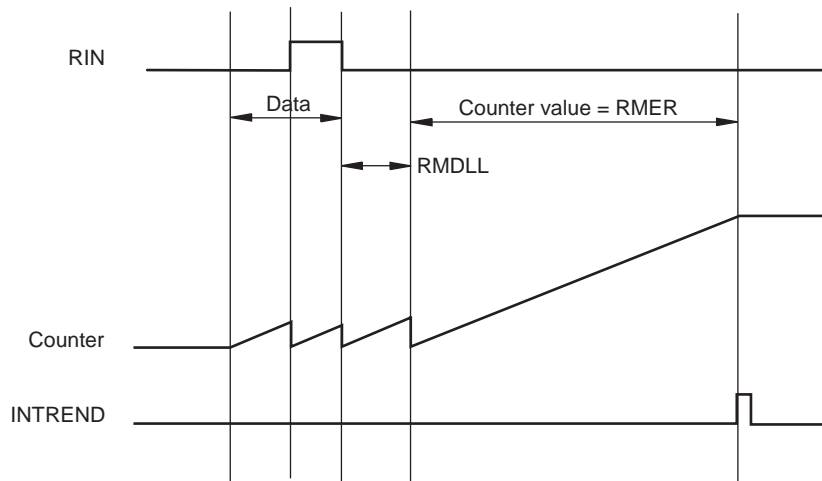 RIN
Data
Counter value = RMER
RMDLL
Counter
INTREND